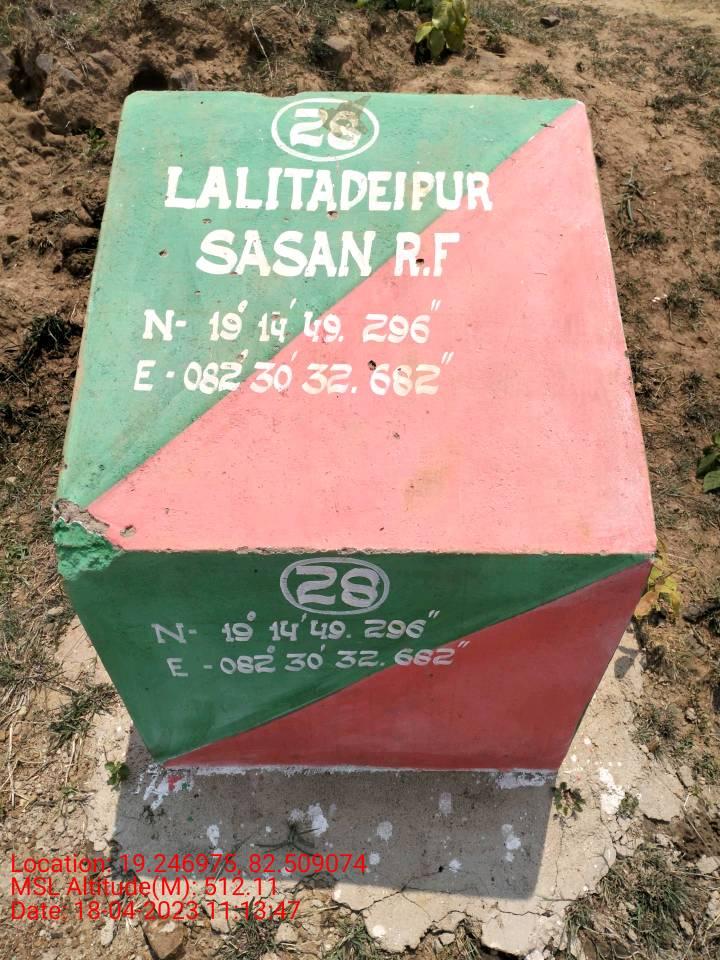 28
LALITADEIPUR
SASAN R.F
N- 19° 14' 49. 296"
E - 082° 30' 32. 682"
28
N- 19° 14' 49. 296"
E - 082° 30' 32. 682"
Location: 19.246975, 82.509074
MSL Altitude(M): 512.11
Date: 18-04-2023 11:13:47